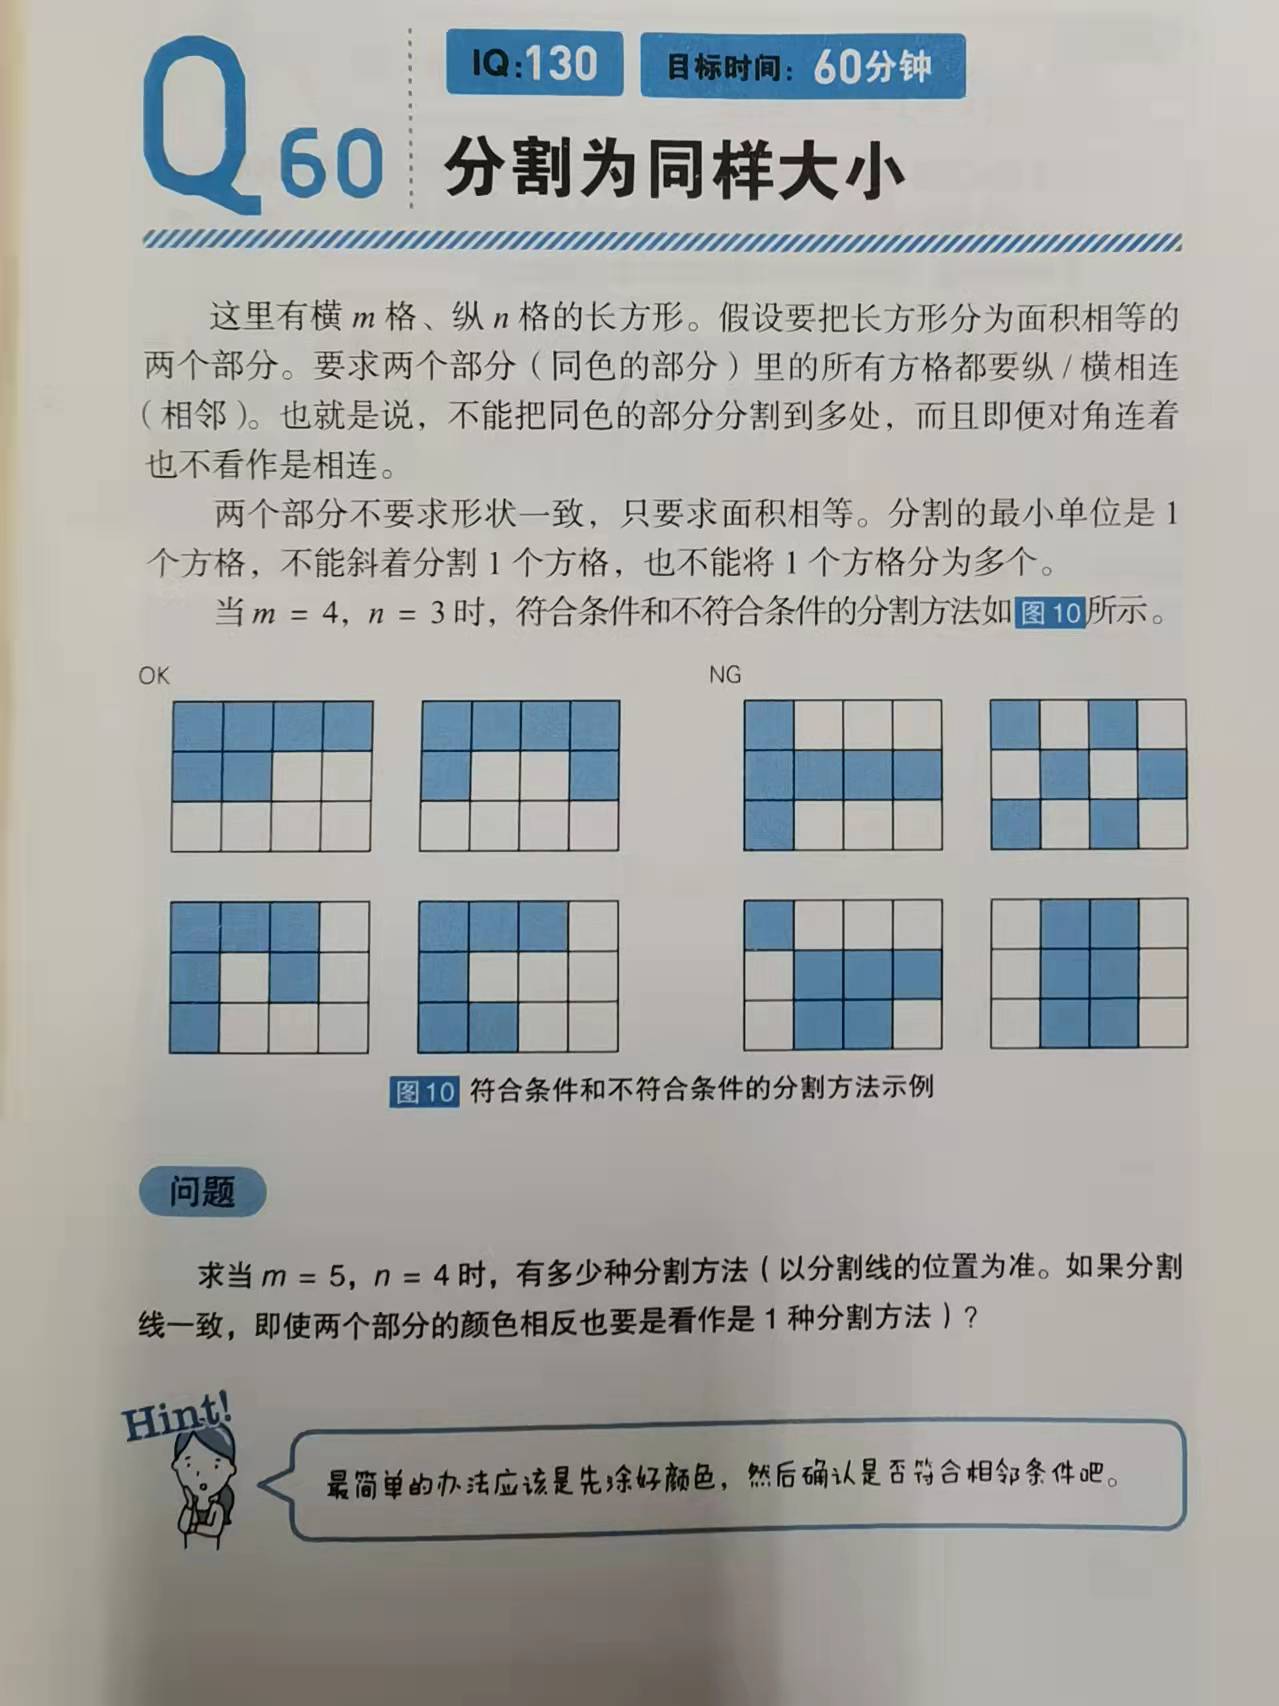 Q60
IQ:130 目标时间：60分钟
分割为同样大小
这里有横 m 格、纵 n 格的长方形。假设要把长方形分为面积相等的
两个部分。要求两个部分（同色的部分）里的所有方格都要纵 / 横相连
（相邻）。也就是说，不能把同色的部分分割到多处，而且即便对角连着
也不看作是相连。
两个部分不要求形状一致，只要求面积相等。分割的最小单位是 1
个方格，不能斜着分割 1 个方格，也不能将 1 个方格分为多个。
当 m = 4，n = 3 时，符合条件和不符合条件的分割方法如图10所示。
OK
NG
图10 符合条件和不符合条件的分割方法示例
问题
求当 m = 5，n = 4 时，有多少种分割方法（以分割线的位置为准。如果分割
线一致，即使两个部分的颜色相反也要是看作是 1 种分割方法）？
Hint!
最简单的办法应该是先涂好颜色，然后确认是否符合相邻条件吧。